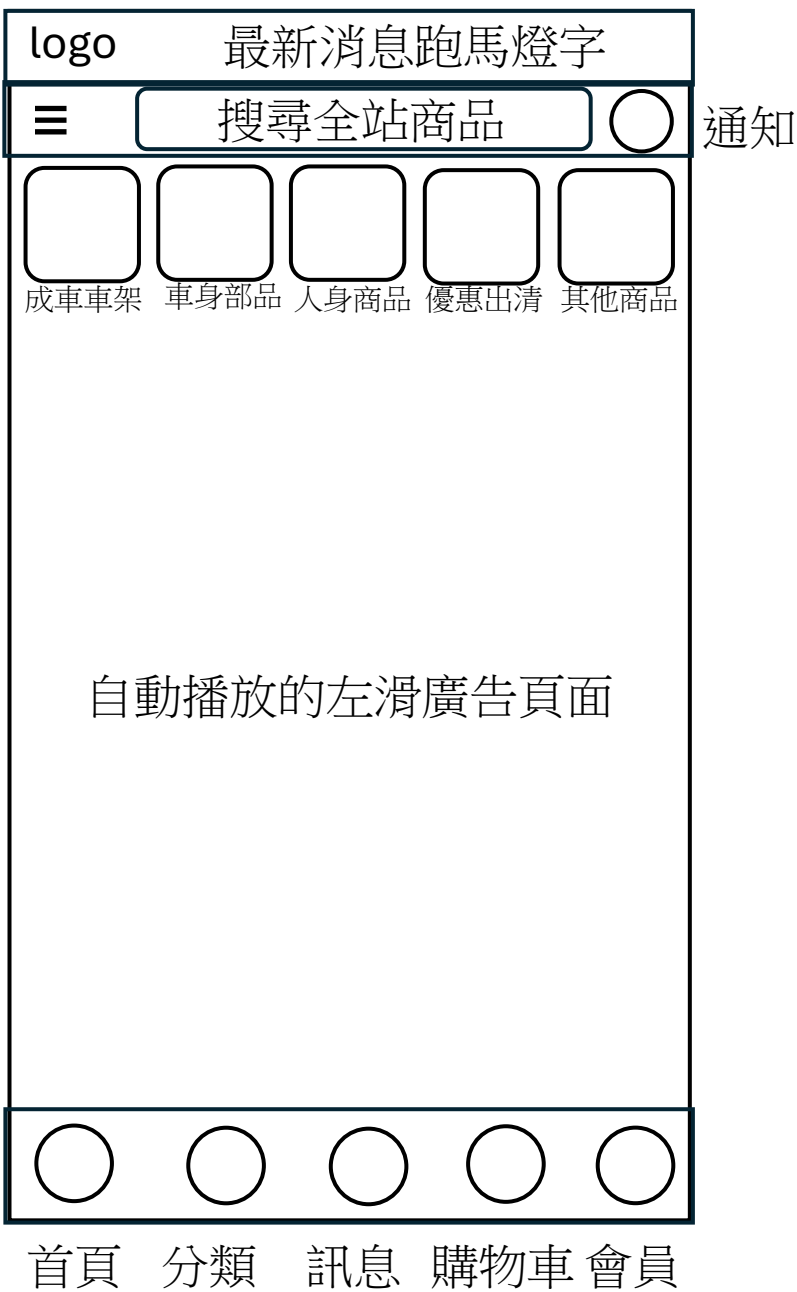 logo 最新消息跑馬燈字
搜尋全站商品 通知
成車車架 車身部品 人身商品 優惠出清 其他商品
自動播放的左滑廣告頁面
首頁 分類 訊息 購物車 會員